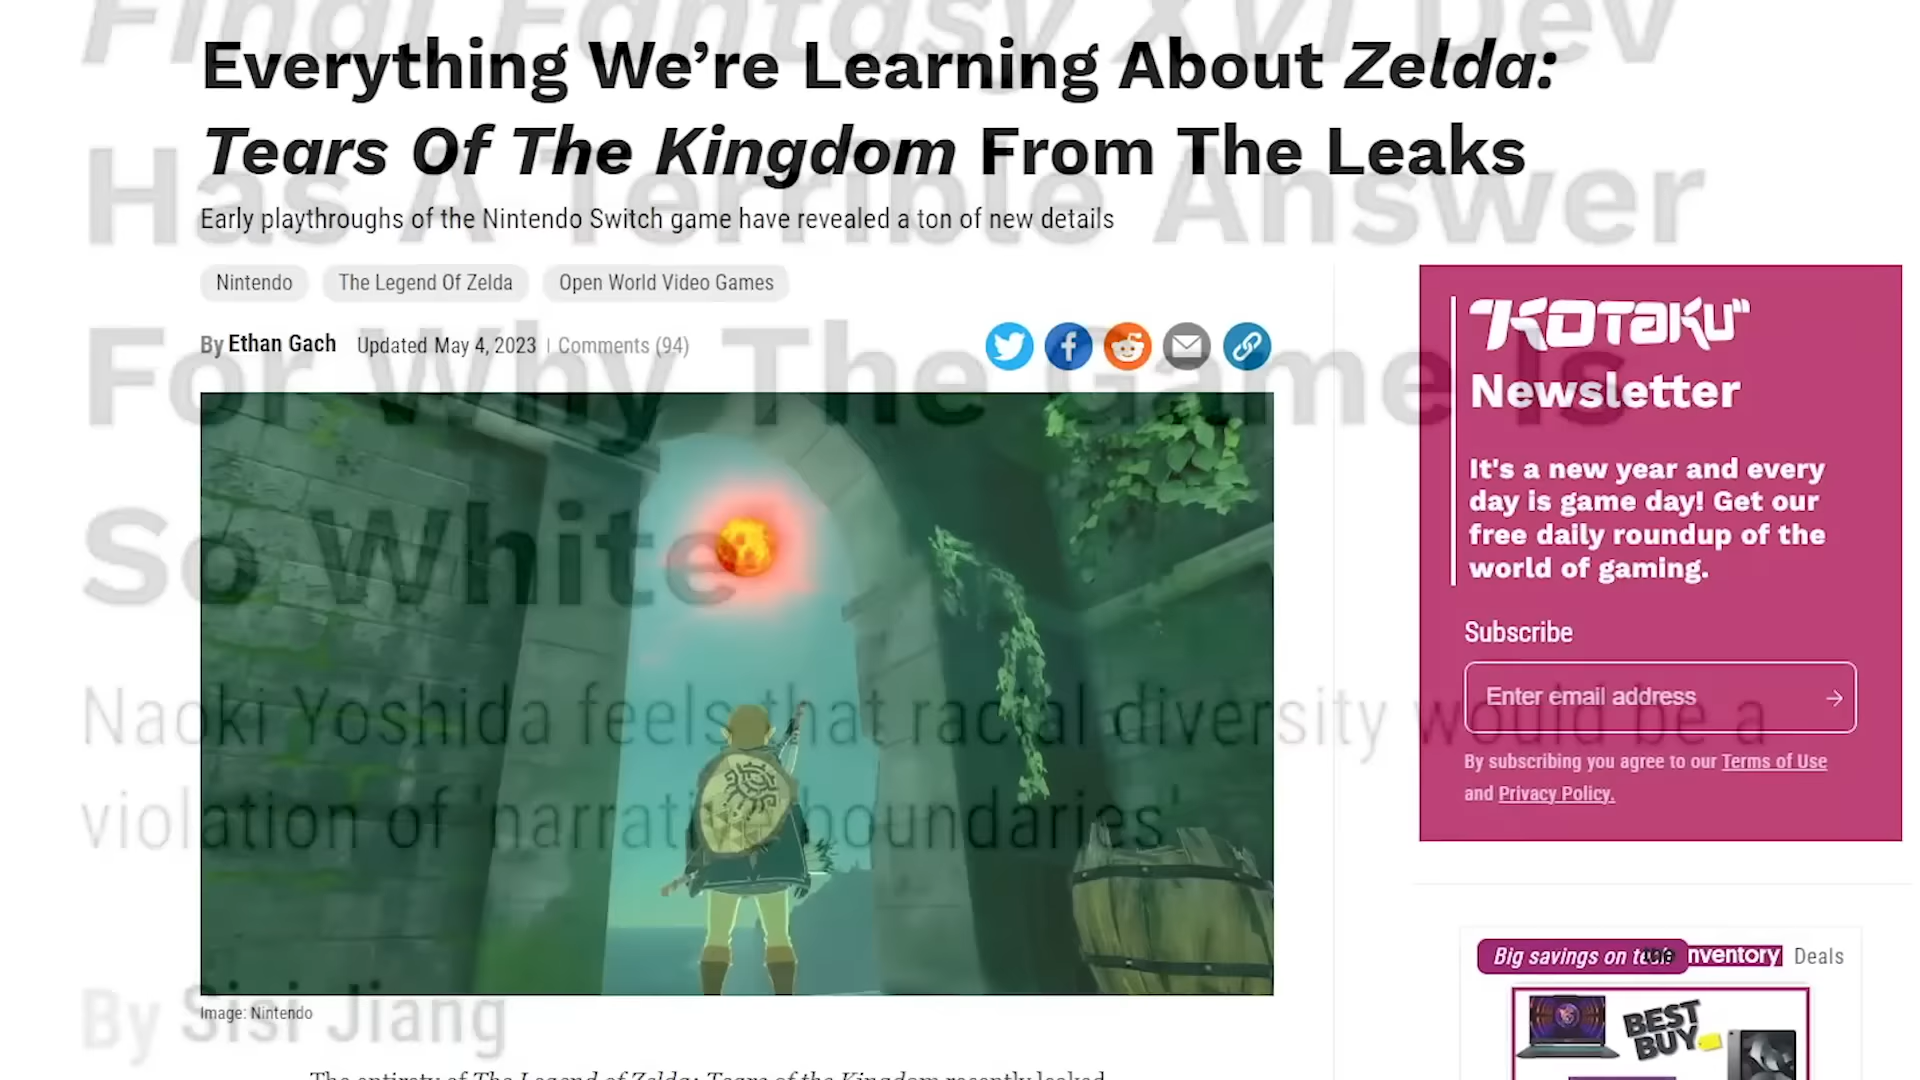 Final Fantasy XVI Dev
Has A Terrible Answer
For Why The Game Is
So White
Naoki Yoshida feels that racial diversity would be a
violation of 'narrative boundaries'
By Sisi Jiang
Everything We're Learning About Zelda:
Tears Of The Kingdom From The Leaks
Early playthroughs of the Nintendo Switch game have revealed a ton of new details
Nintendo
The Legend Of Zelda
Open World Video Games
By Ethan Gach Updated May 4, 2023 | Comments (94)
Image: Nintendo
The entirety of The Legend of Zelda: Tears of the Kingdom recently leaked
KOTAKU
Newsletter
It's a new year and every
day is game day! Get our
free daily roundup of the
world of gaming.
Subscribe
Enter email address →
By subscribing you agree to our Terms of Use
and Privacy Policy.
Big savings on tech
the Inventory Deals
BEST
BUY